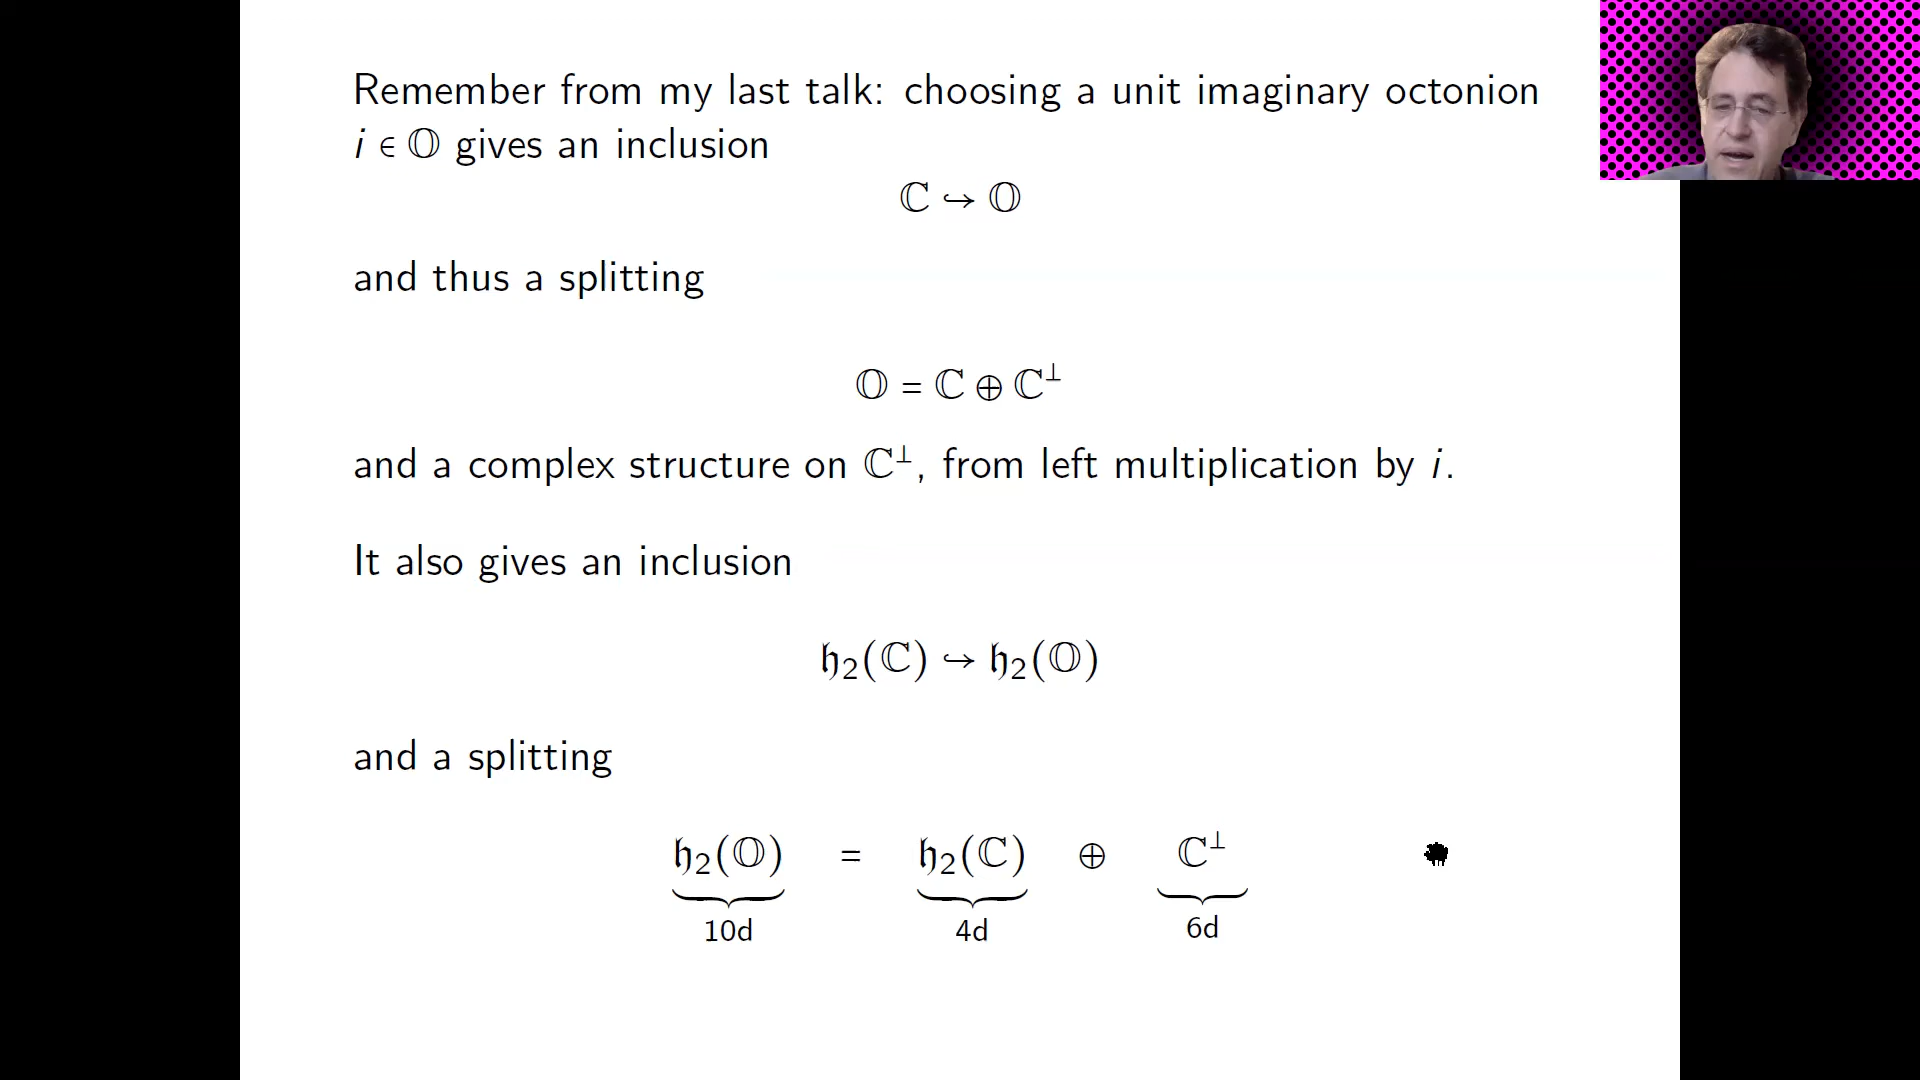 Remember from my last talk: choosing a unit imaginary octonion
i ∈ 𝕆 gives an inclusion
ℂ ↪ 𝕆
and thus a splitting
𝕆 = ℂ ⊕ ℂ^⊥
and a complex structure on ℂ^⊥, from left multiplication by i.
It also gives an inclusion
𝔥₂(ℂ) ↪ 𝔥₂(𝕆)
and a splitting
𝔥₂(𝕆) = 𝔥₂(ℂ) ⊕ ℂ^⊥
10d 4d 6d